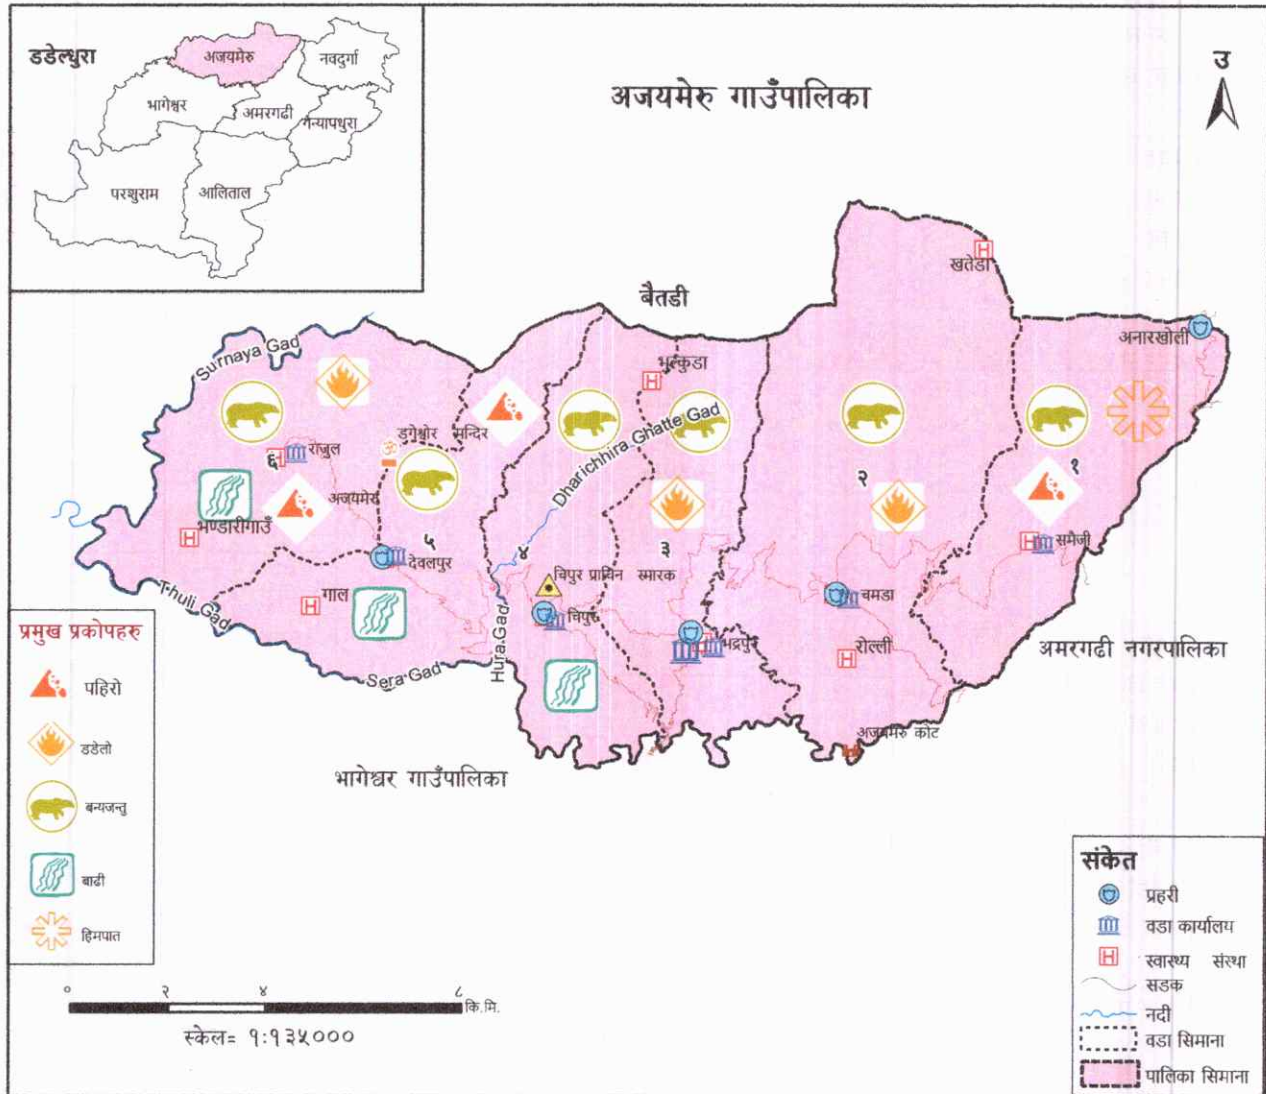 डडेल्धुरा
अजयमेरु
नवदुर्गा
भागेश्वर
अमरगढी
गन्यापधुरा
परशुराम
आलिताल
अजयमेरु गाउँपालिका
उ
बैतडी
खतेडा
अनारखोली
Surnaya Gad
भुल्कुडा
डगेश्वोर मन्दिर
Dharichhira Ghatte Gad
६
राजुल
१
२
अजयमेरु
भण्डारीगाउँ
५
४
३
समैजी
देवलपुर
चिपुर प्राचिन स्मारक
Thuli Gad
गाल
चिपुर
चमडा
Hura Gad
भद्रपुर
रोल्ली
अमरगढी नगरपालिका
Sera Gad
अजयमेरु कोट
भागेश्वर गाउँपालिका
प्रमुख प्रकोपहरु
पहिरो
डढेलो
बन्यजन्तु
बाढी
हिमपात
संकेत
प्रहरी
वडा कार्यालय
स्वास्थ्य संस्था
सडक
नदी
वडा सिमाना
पालिका सिमाना
० २ ४ ८
कि.मि.
स्केल= १:१३५०००